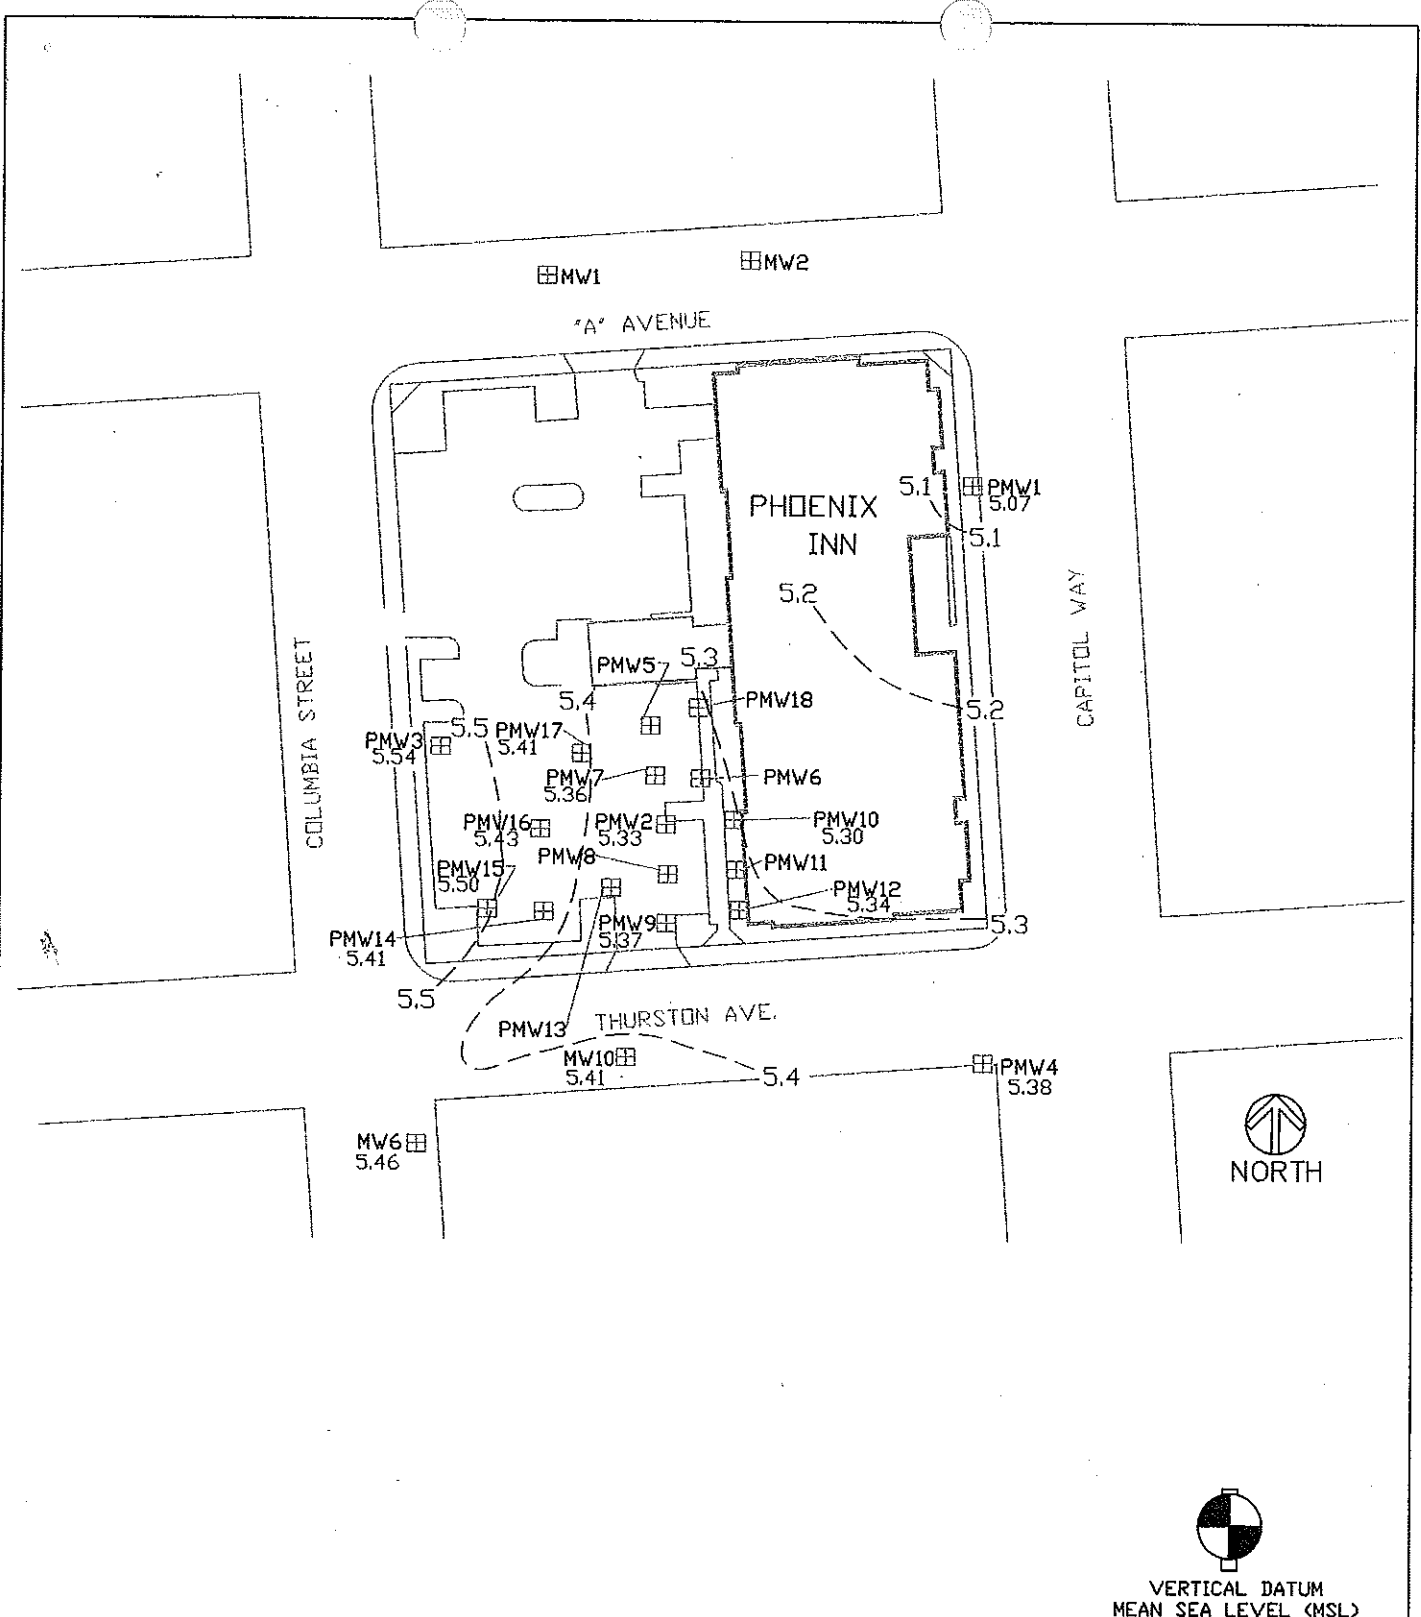 MW1
MW2
"A" AVENUE
PHOENIX
INN
5.1
PMW1
5.07
5.1
5.2
CAPITOL WAY
COLUMBIA STREET
PMW5
5.3
5.4
PMW18
5.2
5.5
PMW17
5.41
PMW3
5.54
PMW7
5.36
PMW6
PMW16
5.43
PMW2
5.33
PMW10
5.30
PMW8
PMW11
PMW15
5.50
PMW12
5.34
PMW9
5.37
5.3
PMW14
5.41
5.5
PMW13
THURSTON AVE.
MW10
5.41
5.4
PMW4
5.38
MW6
5.46
NORTH
VERTICAL DATUM
MEAN SEA LEVEL (MSL)